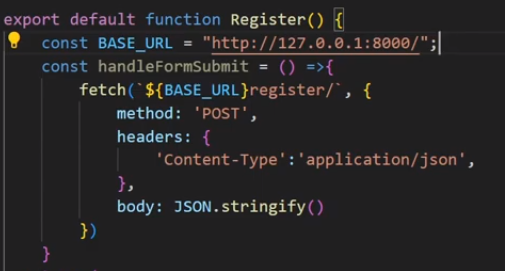 export default function Register() {
const BASE_URL = "http://127.0.0.1:8000/";
const handleFormSubmit = () =>{
fetch(`${BASE_URL}register/`, {
method: 'POST',
headers: {
'Content-Type':'application/json',
},
body: JSON.stringify()
})
}